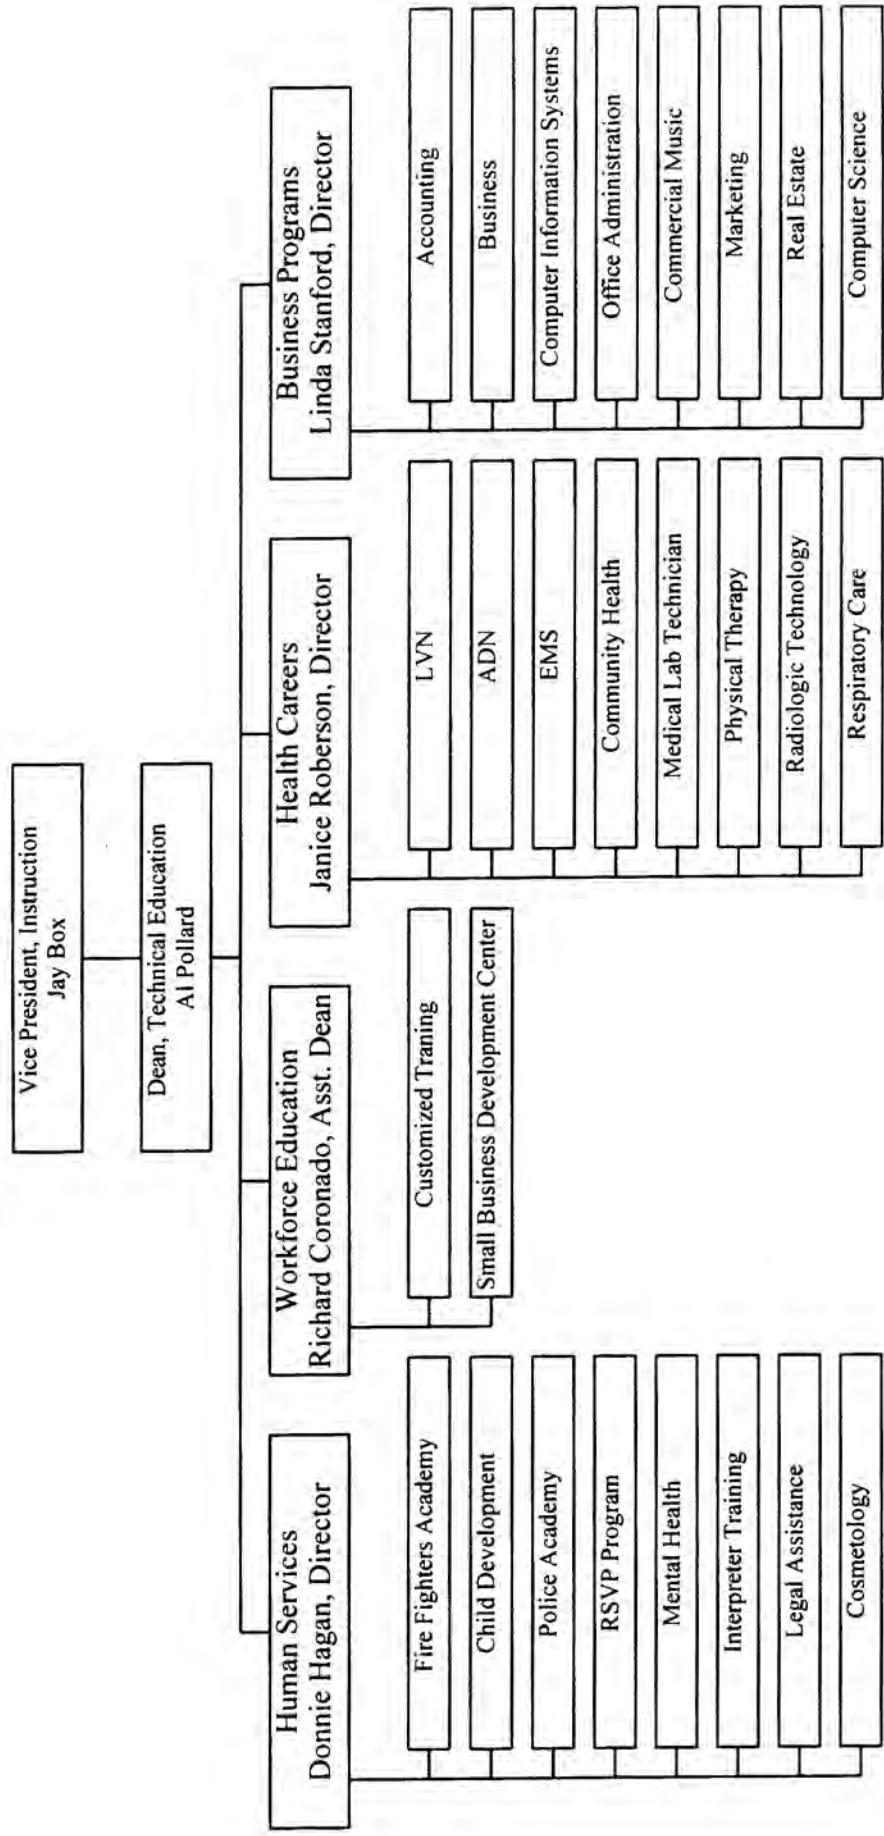 Vice President, Instruction
Jay Box
Dean, Technical Education
Al Pollard
Human Services
Donnie Hagan, Director
Fire Fighters Academy
Child Development
Police Academy
RSVP Program
Mental Health
Interpreter Training
Legal Assistance
Cosmetology
Workforce Education
Richard Coronado, Asst. Dean
Customized Traning
Small Business Development Center
Health Careers
Janice Roberson, Director
LVN
ADN
EMS
Community Health
Medical Lab Technician
Physical Therapy
Radiologic Technology
Respiratory Care
Business Programs
Linda Stanford, Director
Accounting
Business
Computer Information Systems
Office Administration
Commercial Music
Marketing
Real Estate
Computer Science